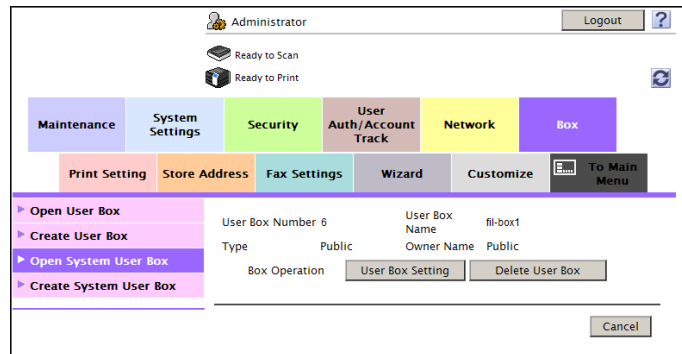 Administrator
Logout
?
Ready to Scan
Ready to Print
Maintenance
System
Settings
Security
User
Auth/Account
Track
Network
Box
Print Setting
Store Address
Fax Settings
Wizard
Customize
To Main
Menu
Open User Box
Create User Box
Open System User Box
Create System User Box
User Box Number 6
User Box
Name
fil-box1
Type Public
Owner Name Public
Box Operation
User Box Setting
Delete User Box
Cancel